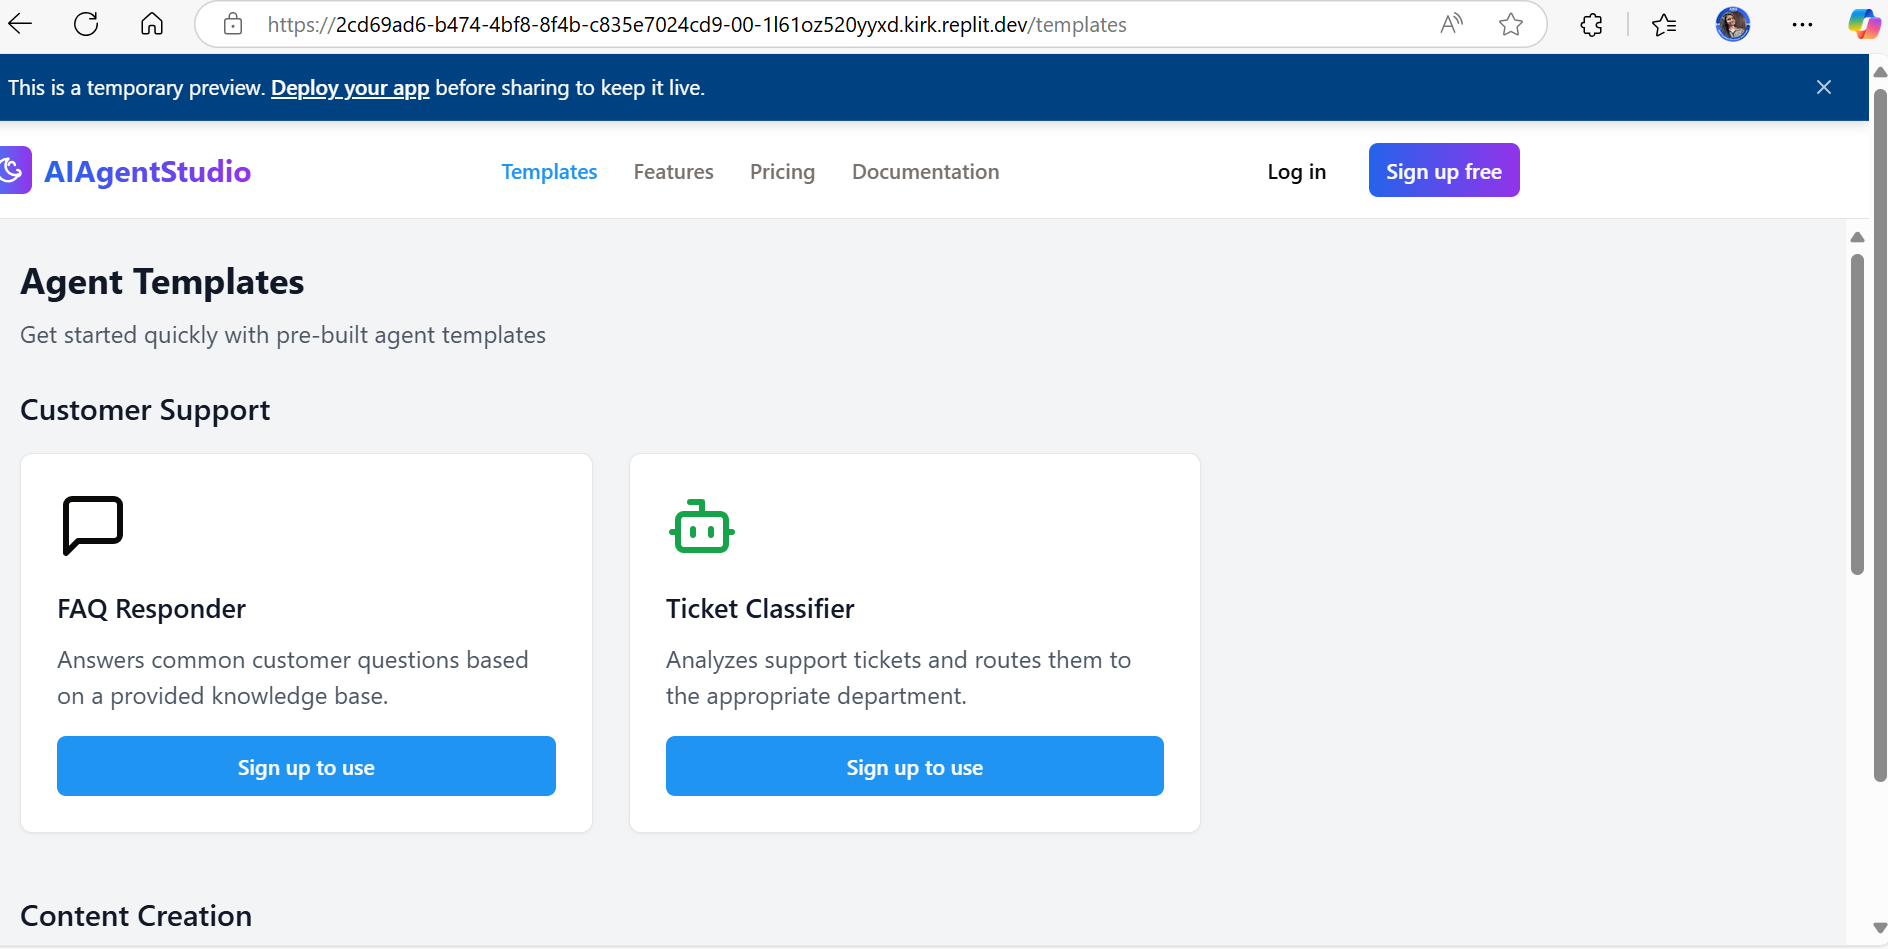 https://2cd69ad6-b474-4bf8-8f4b-c835e7024cd9-00-1l61oz520yyxd.kirk.replit.dev/templates
This is a temporary preview. Deploy your app before sharing to keep it live.
AIAgentStudio
Templates
Features
Pricing
Documentation
Log in
Sign up free
Agent Templates
Get started quickly with pre-built agent templates
Customer Support
FAQ Responder
Answers common customer questions based
on a provided knowledge base.
Sign up to use
Ticket Classifier
Analyzes support tickets and routes them to
the appropriate department.
Sign up to use
Content Creation